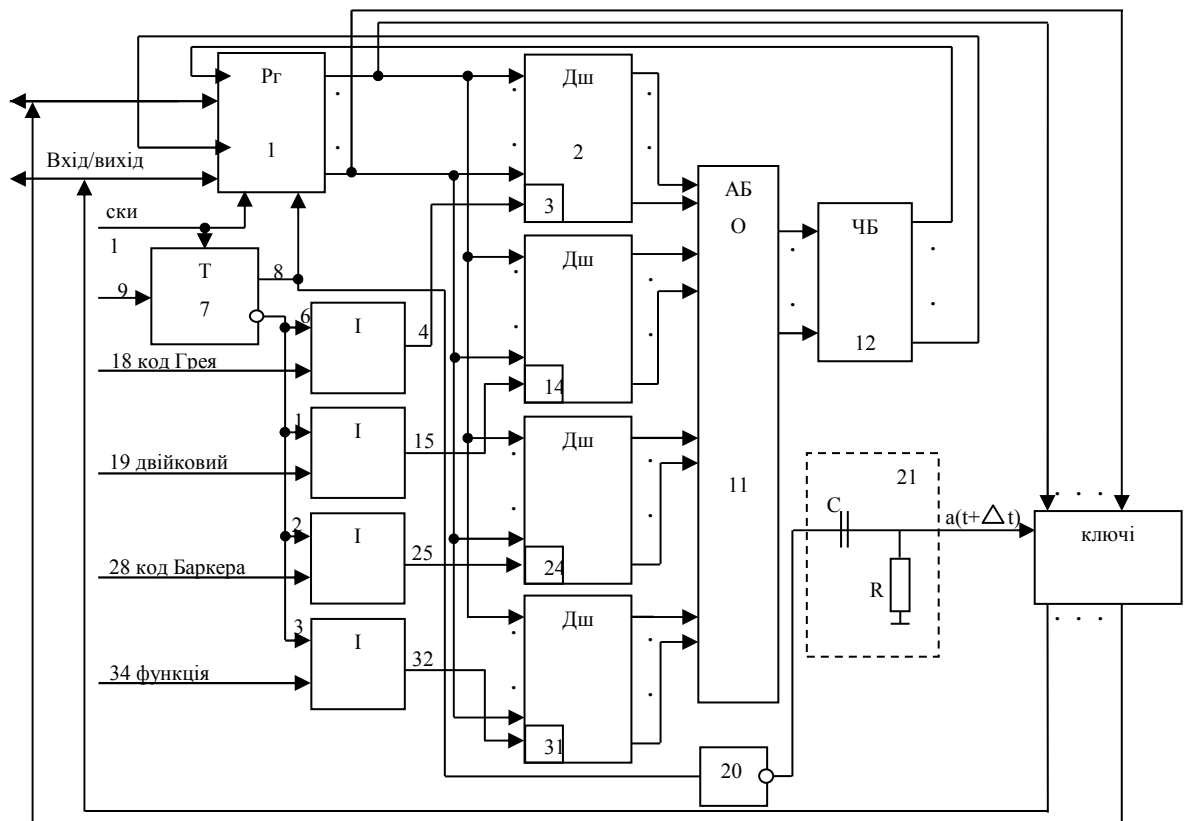 Рг
1
Вхід/вихід
ски
1
Т
7
8
9
6
І
4
18 код Грея
1
І
15
19 двійковий
2
І
25
28 код Баркера
3
І
32
34 функція
Дш
2
3
Дш
14
Дш
24
Дш
31
АБ
О
11
ЧБ
12
20
21
C
R
a(t+△t)
. . .
ключі
. . .